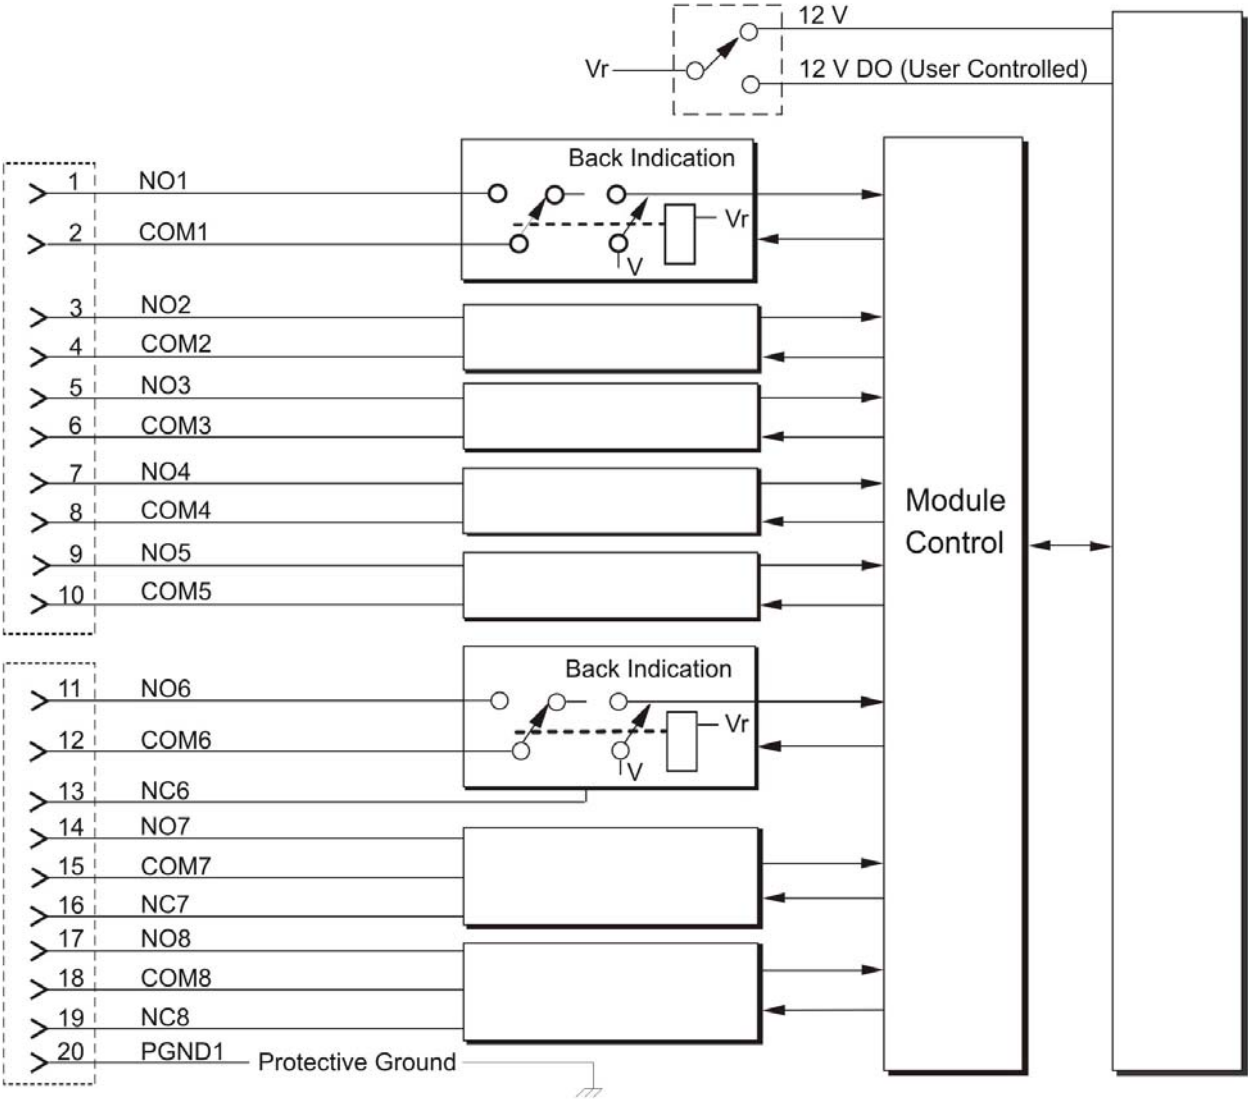 12 V
Vr
12 V DO (User Controlled)
Back Indication
1 NO1
Vr
2 COM1
V
3 NO2
4 COM2
5 NO3
6 COM3
7 NO4
8 COM4
Module
Control
9 NO5
10 COM5
Back Indication
11 NO6
Vr
12 COM6
V
13 NC6
14 NO7
15 COM7
16 NC7
17 NO8
18 COM8
19 NC8
20 PGND1 Protective Ground